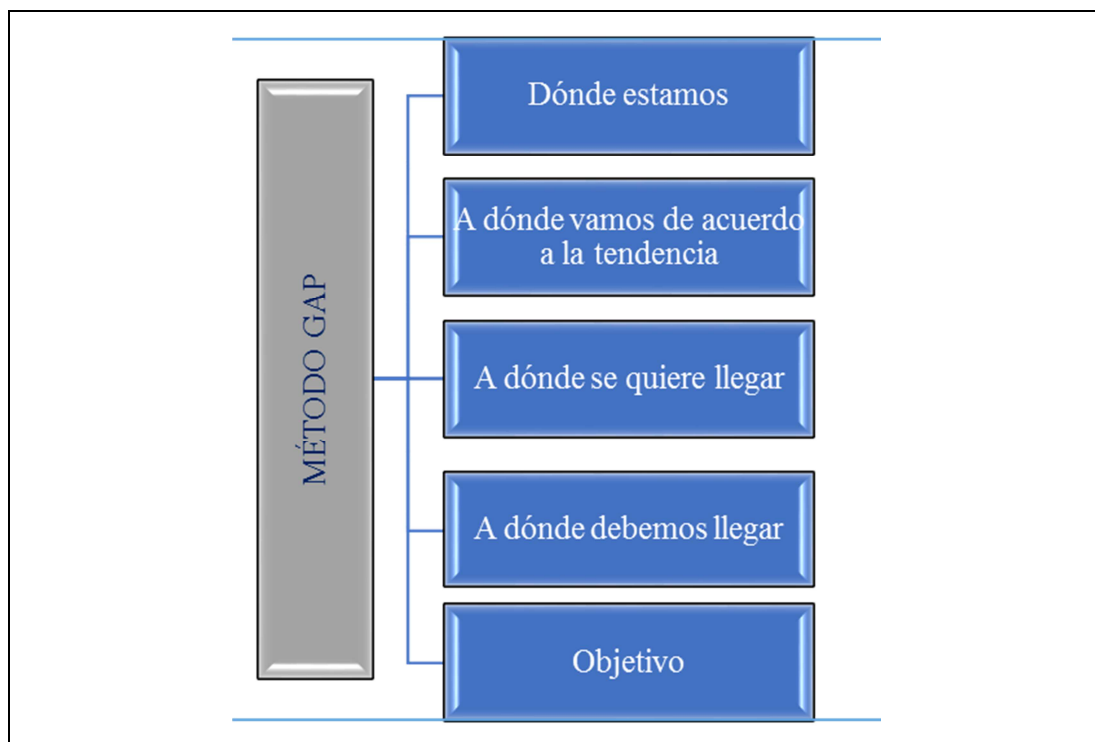 MÉTODO GAP
Dónde estamos
A dónde vamos de acuerdo
a la tendencia
A dónde se quiere llegar
A dónde debemos llegar
Objetivo